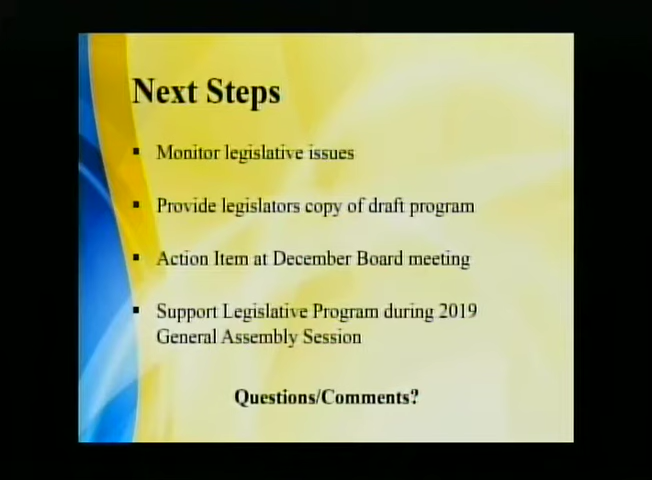 Next Steps
▪ Monitor legislative issues
▪ Provide legislators copy of draft program
▪ Action Item at December Board meeting
▪ Support Legislative Program during 2019
General Assembly Session
Questions/Comments?